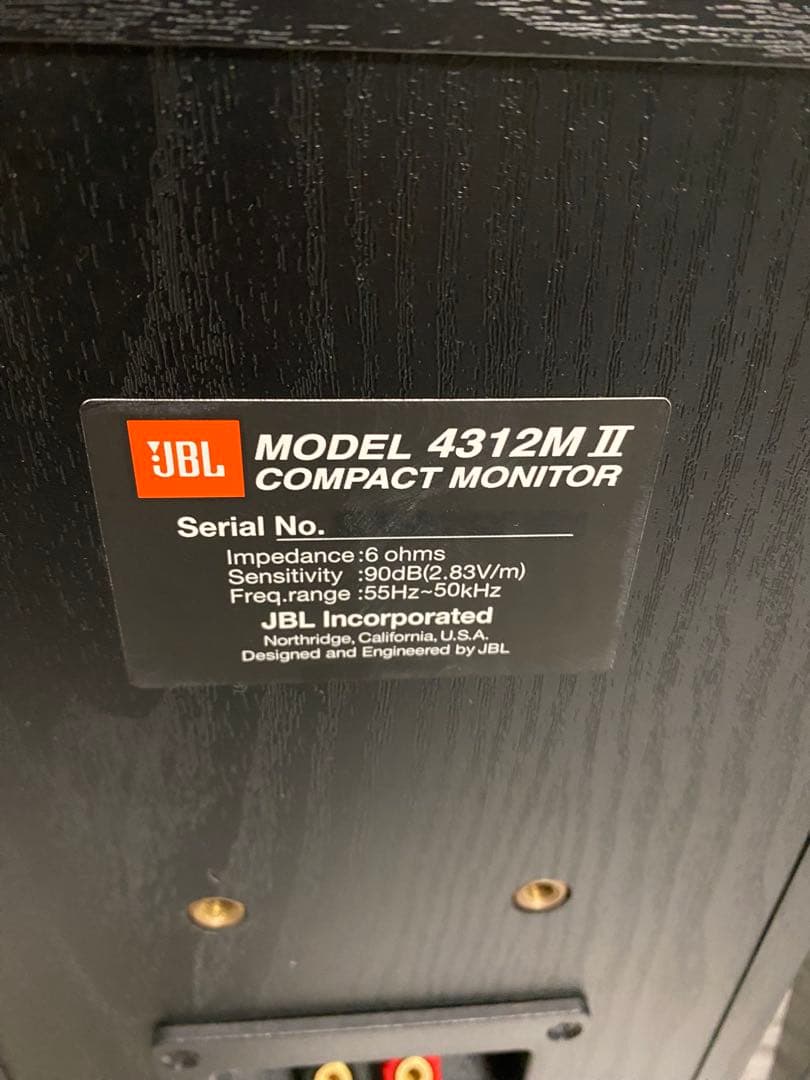 JBL MODEL 4312M II
COMPACT MONITOR
Serial No.
Impedance:6 ohms
Sensitivity :90dB(2.83V/m)
Freq.range :55Hz~50kHz
JBL Incorporated
Northridge, California, U.S.A.
Designed and Engineered by JBL